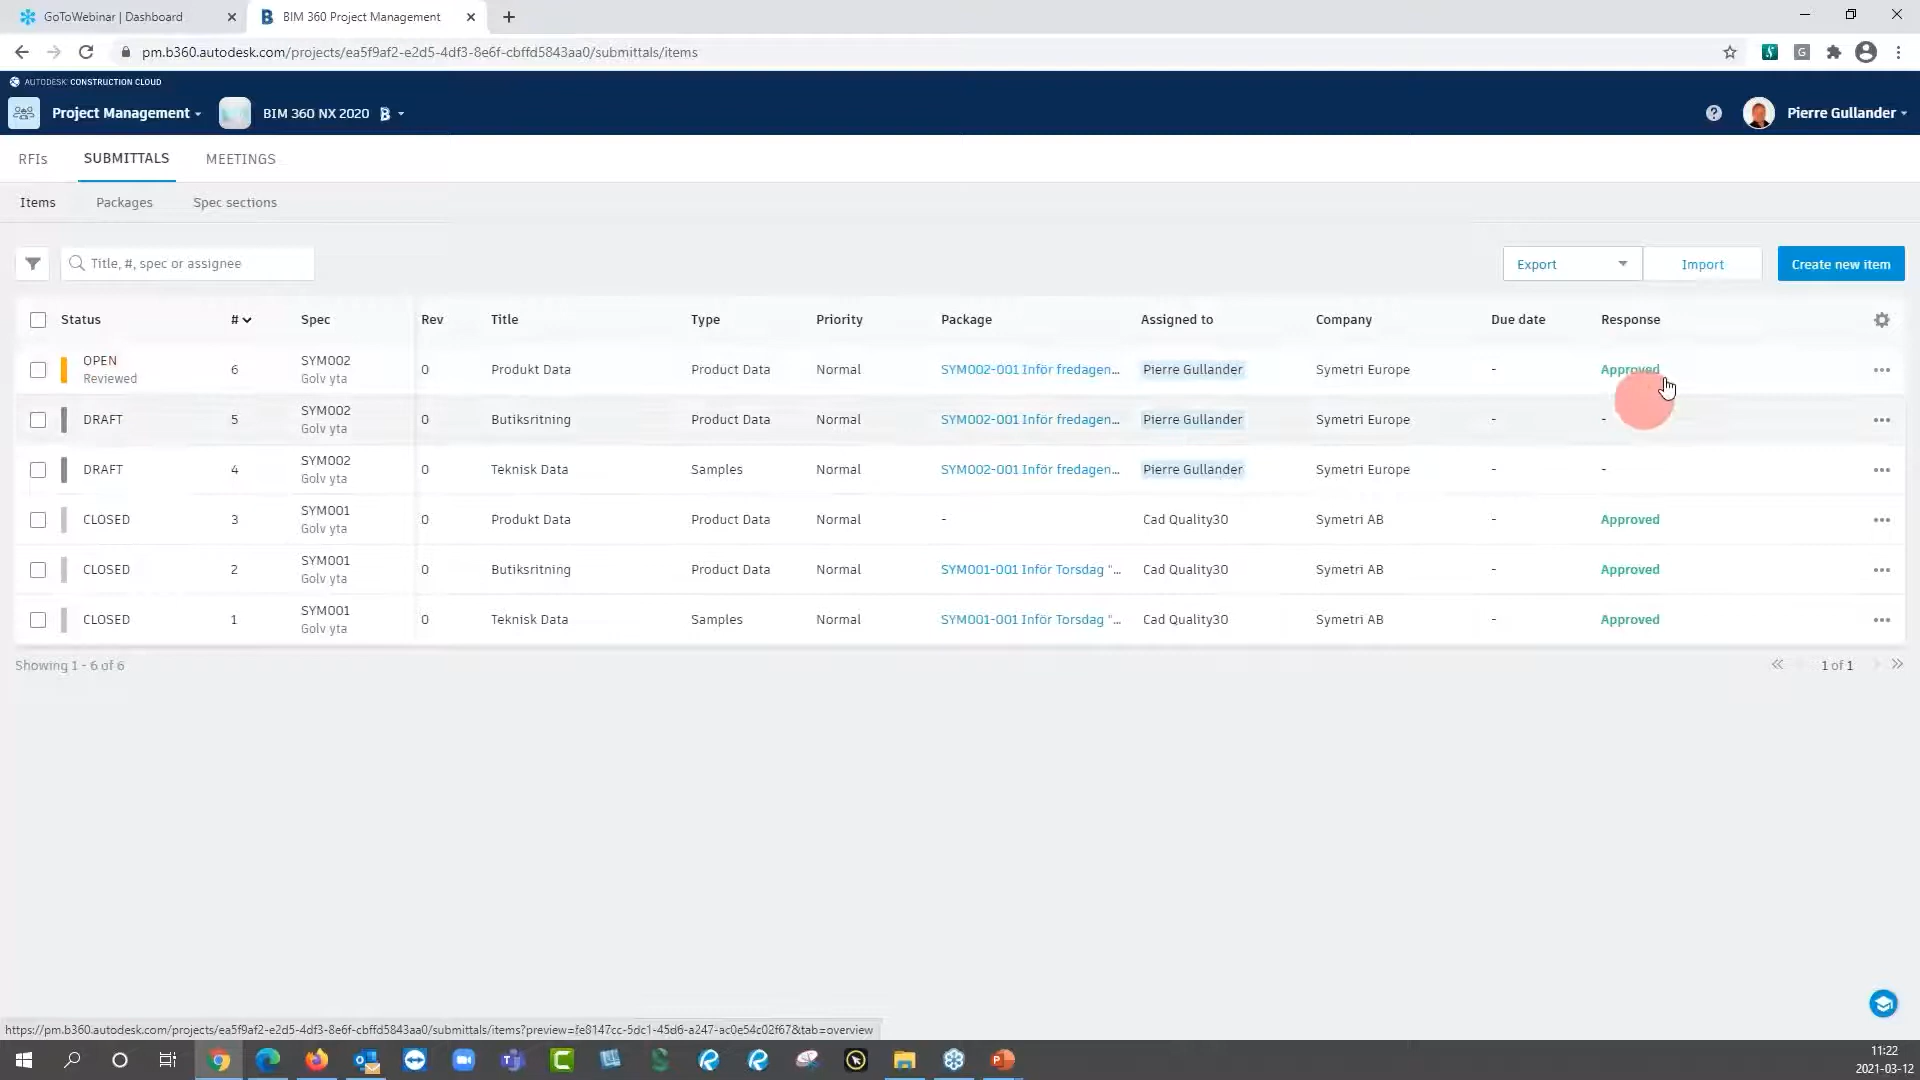 GoToWebinar | Dashboard
BIM 360 Project Management
pm.b360.autodesk.com/projects/ea5f9af2-e2d5-4df3-8e6f-cbffd5843aa0/submittals/items
AUTODESK CONSTRUCTION CLOUD
Project Management
BIM 360 NX 2020
Pierre Gullander
RFIs
SUBMITTALS
MEETINGS
Items
Packages
Spec sections
Title, #, spec or assignee
Export
Import
Create new item
Status # Spec Rev Title Type Priority Package Assigned to Company Due date Response
OPEN Reviewed 6 SYM002 Golv yta 0 Produkt Data Product Data Normal SYM002-001 Inför fredagen... Pierre Gullander Symetri Europe - Approved
DRAFT 5 SYM002 Golv yta 0 Butiksritning Product Data Normal SYM002-001 Inför fredagen... Pierre Gullander Symetri Europe - -
DRAFT 4 SYM002 Golv yta 0 Teknisk Data Samples Normal SYM002-001 Inför fredagen... Pierre Gullander Symetri Europe - -
CLOSED 3 SYM001 Golv yta 0 Produkt Data Product Data Normal - Cad Quality30 Symetri AB - Approved
CLOSED 2 SYM001 Golv yta 0 Butiksritning Product Data Normal SYM001-001 Inför Torsdag "... Cad Quality30 Symetri AB - Approved
CLOSED 1 SYM001 Golv yta 0 Teknisk Data Samples Normal SYM001-001 Inför Torsdag "... Cad Quality30 Symetri AB - Approved
Showing 1 - 6 of 6
1 of 1
https://pm.b360.autodesk.com/projects/ea5f9af2-e2d5-4df3-8e6f-cbffd5843aa0/submittals/items?preview=fe8147cc-5dc1-45d6-a247-ac0e54c02f67&tab=overview
11:22
2021-03-12